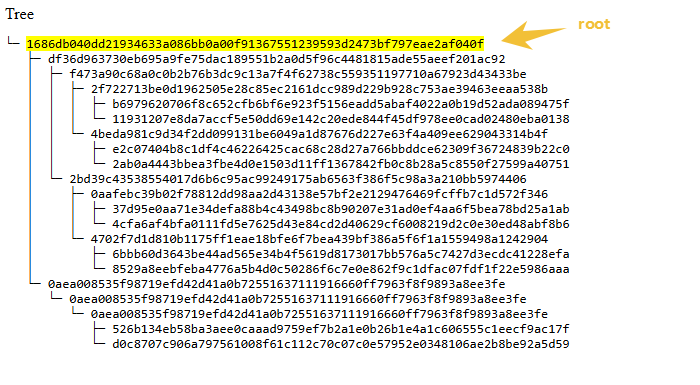 Tree
root
1686db040dd21934633a086bb0a00f91367551239593d2473bf797eae2af040f
df36d963730eb695a9fe75dac189551b2a0d5f96c4481815ade55aeef201ac92
f473a90c68a0c0b2b76b3dc9c13a7f4f62738c559351197710a67923d43433be
2f722713be0d1962505e28c85ec2161dcc989d229b928c753ae39463eeaa538b
b6979620706f8c652cfb6bf6e923f5156eadd5abaf4022a0b19d52ada089475f
11931207e8da7accf5e50dd69e142c20ede844f45df978ee0cad02480eba0138
4beda981c9d34f2dd099131be6049a1d87676d227e63f4a409ee629043314b4f
e2c07404b8c1df4c46226425cac68c28d27a766bbddce62309f36724839b22c0
2ab0a4443bbea3fbe4d0e1503d11ff1367842fb0c8b28a5c8550f27599a40751
2bd39c43538554017d6b6c95ac99249175ab6563f386f5c98a3a210bb5974406
0aafebc39b02f78812dd98aa2d43138e57bf2e2129476469fcffb7c1d572f346
37d95e0aa71e34defa88b4c43498bc8b90207e31ad0ef4aa6f5bea78bd25a1ab
4cfa6af4bfa0111fd5e7625d43e84cd2d40629cf6008219d2c0e30ed48abf8b6
4702f7d1d810b1175ff1eae18bfe6f7bea439bf386a5f6f1a1559498a1242904
6bbb60d3643be44ad565e34b4f5619d8173017bb576a5c7427d3ecdc41228efa
8529a8eebfeba4776a5b4d0c50286f6c7e0e862f9c1dfac07fdf1f22e5986aaa
0aea008535f98719efd42d41a0b72551637111916660ff7963f8f9893a8ee3fe
0aea008535f98719efd42d41a0b72551637111916660ff7963f8f9893a8ee3fe
0aea008535f98719efd42d41a0b72551637111916660ff7963f8f9893a8ee3fe
526b134eb58ba3aee0caaad9759ef7b2a1e0b26b1e4a1c606555c1eecf9ac17f
d0c8707c906a797561008f61c112c70c07c0e57952e0348106ae2b8be92a5d59